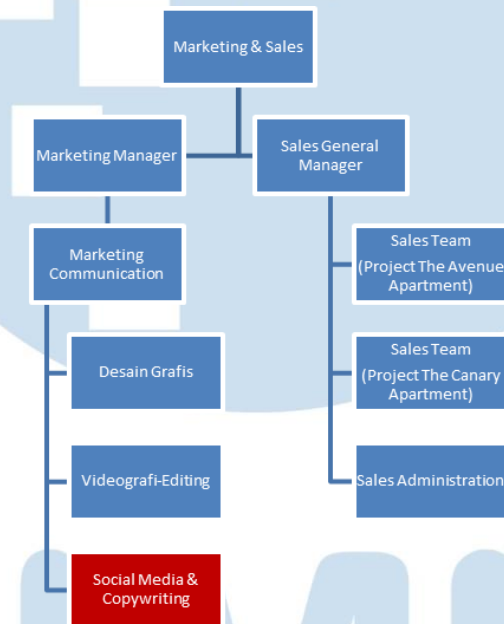 Marketing & Sales
Marketing Manager
Sales General
Manager
Marketing
Communication
Sales Team
(Project The Avenue
Apartment)
Desain Grafis
Sales Team
(Project The Canary
Apartment)
Videografi-Editing
Sales Administration
Social Media &
Copywriting